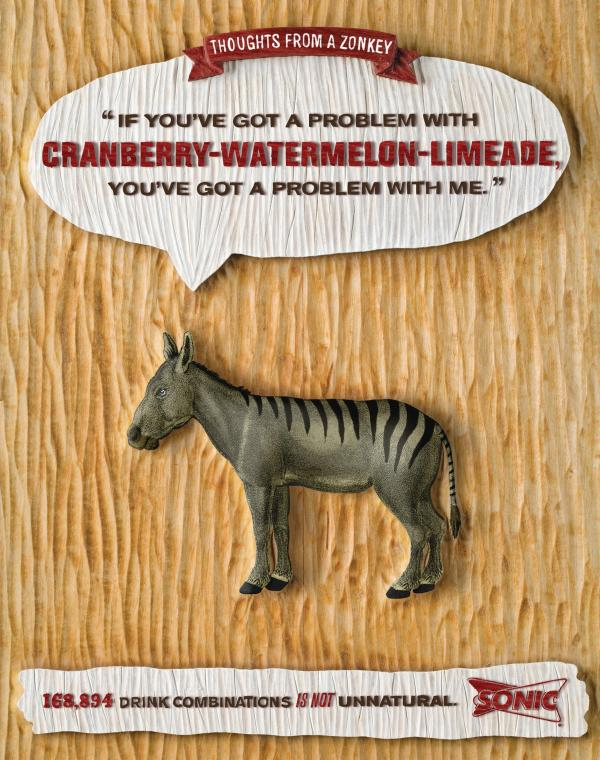 THOUGHTS FROM A ZONKEY
“IF YOU’VE GOT A PROBLEM WITH
CRANBERRY-WATERMELON-LIMEADE,
YOU’VE GOT A PROBLEM WITH ME.”
168,894 DRINK COMBINATIONS IS NOT UNNATURAL.
SONIC